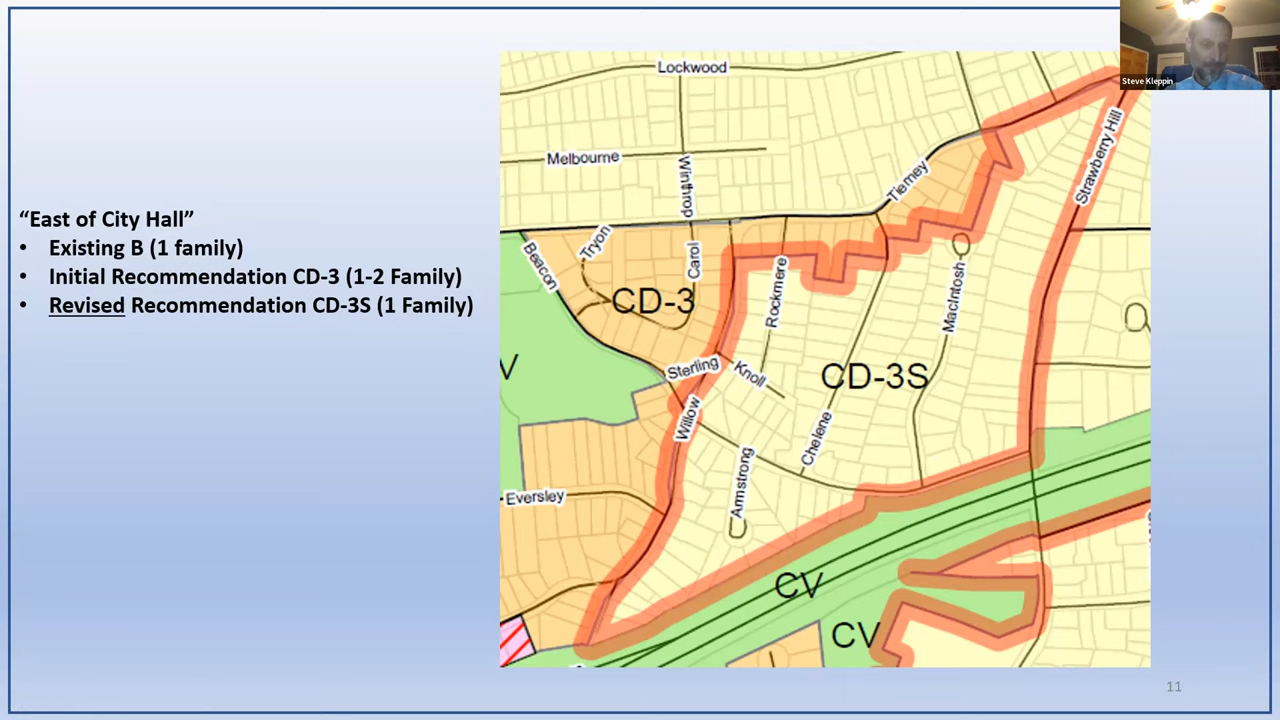 Steve Kleppin
“East of City Hall”
• Existing B (1 family)
• Initial Recommendation CD-3 (1-2 Family)
• Revised Recommendation CD-3S (1 Family)
Lockwood
Melbourne
Winthrop
Tierney
Strawberry Hill
Beacon
Tryon
Carol
CD-3
Rockmere
MacIntosh
V
Sterling
Knoll
CD-3S
Willow
Chelene
Armstrong
Eversley
CV
CV
11